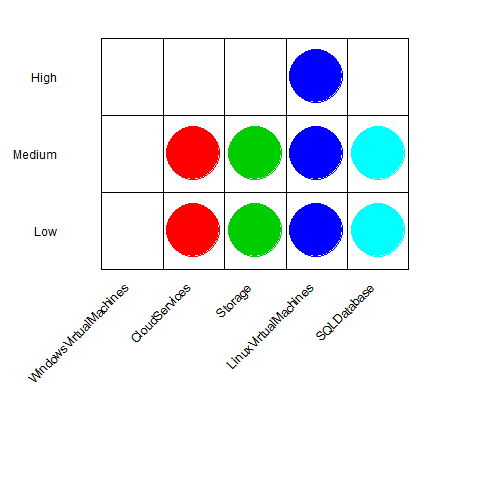 High
Medium
Low
WindowsVirtualMachines
CloudServices
Storage
LinuxVirtualMachines
SQLDatabase